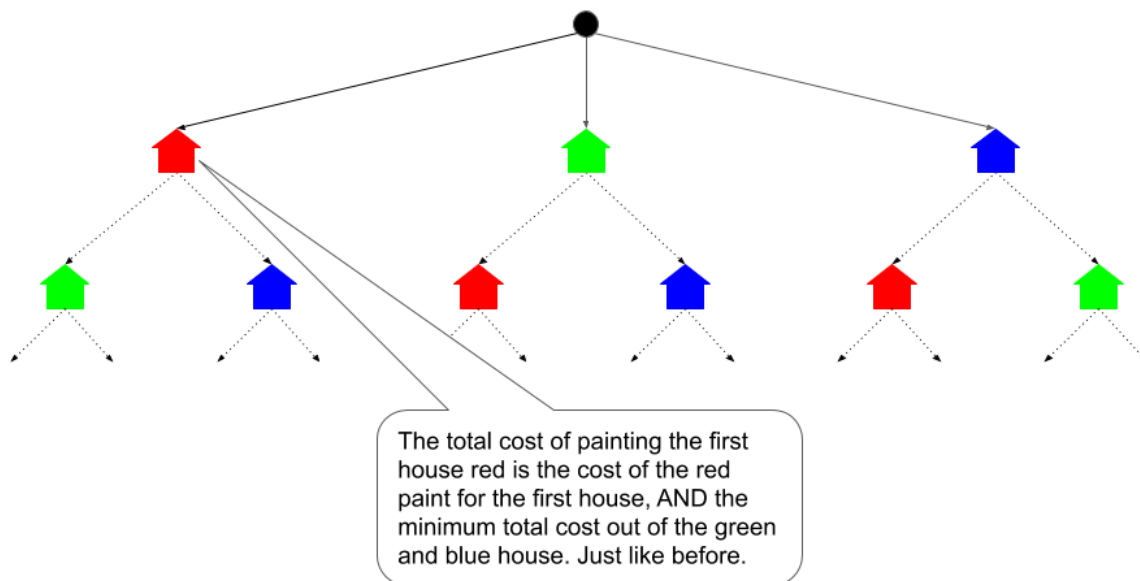 The total cost of painting the first
house red is the cost of the red
paint for the first house, AND the
minimum total cost out of the green
and blue house. Just like before.